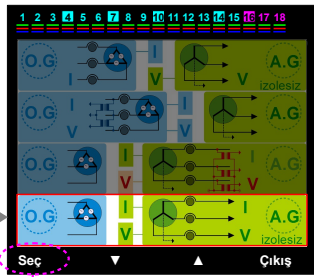 1 2 3 4 5 6 7 8 9 10 11 12 13 14 15 16 17 18
O.G I I A.G
V V izolesiz
O.G I I A.G
V V
O.G I I A.G
V V
O.G I I A.G
V V izolesiz
Seç ▼ ▲ Çıkış